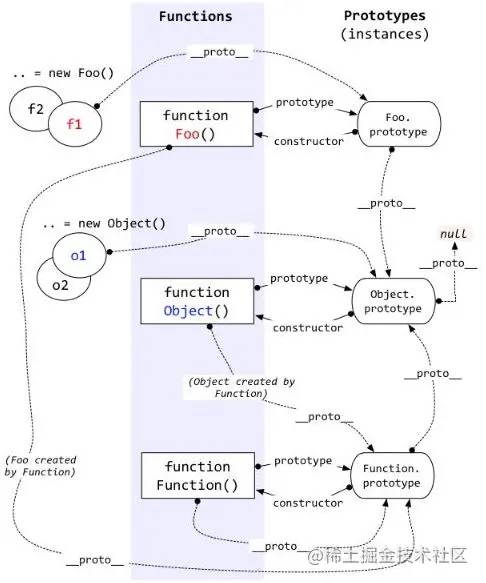 Functions
Prototypes
(instances)
.. = new Foo()
__proto__
f2
f1
function
Foo()
prototype
constructor
Foo.
prototype
__proto__
.. = new Object()
__proto__
null
__proto__
o1
o2
function
Object()
prototype
constructor
Object.
prototype
(Object created by
Function)
__proto__
__proto__
(Foo created
by Function)
function
Function()
prototype
constructor
Function.
prototype
__proto__
__proto__
@稀土掘金技术社区